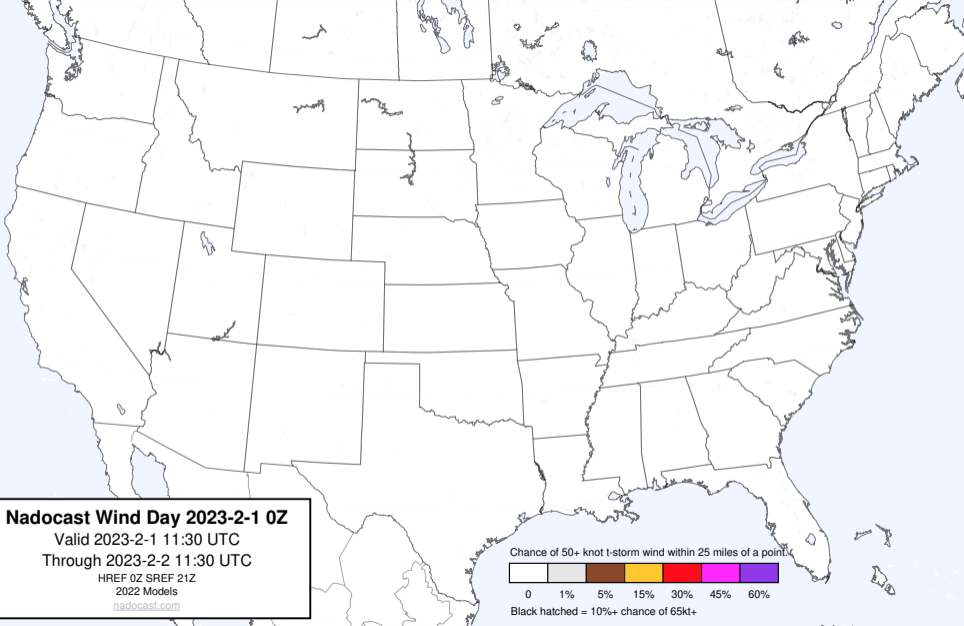 Nadocast Wind Day 2023-2-1 0Z
Valid 2023-2-1 11:30 UTC
Through 2023-2-2 11:30 UTC
HREF 0Z SREF 21Z
2022 Models
nadocast.com
Chance of 50+ knot t-storm wind within 25 miles of a point.
0 1% 5% 15% 30% 45% 60%
Black hatched = 10%+ chance of 65kt+